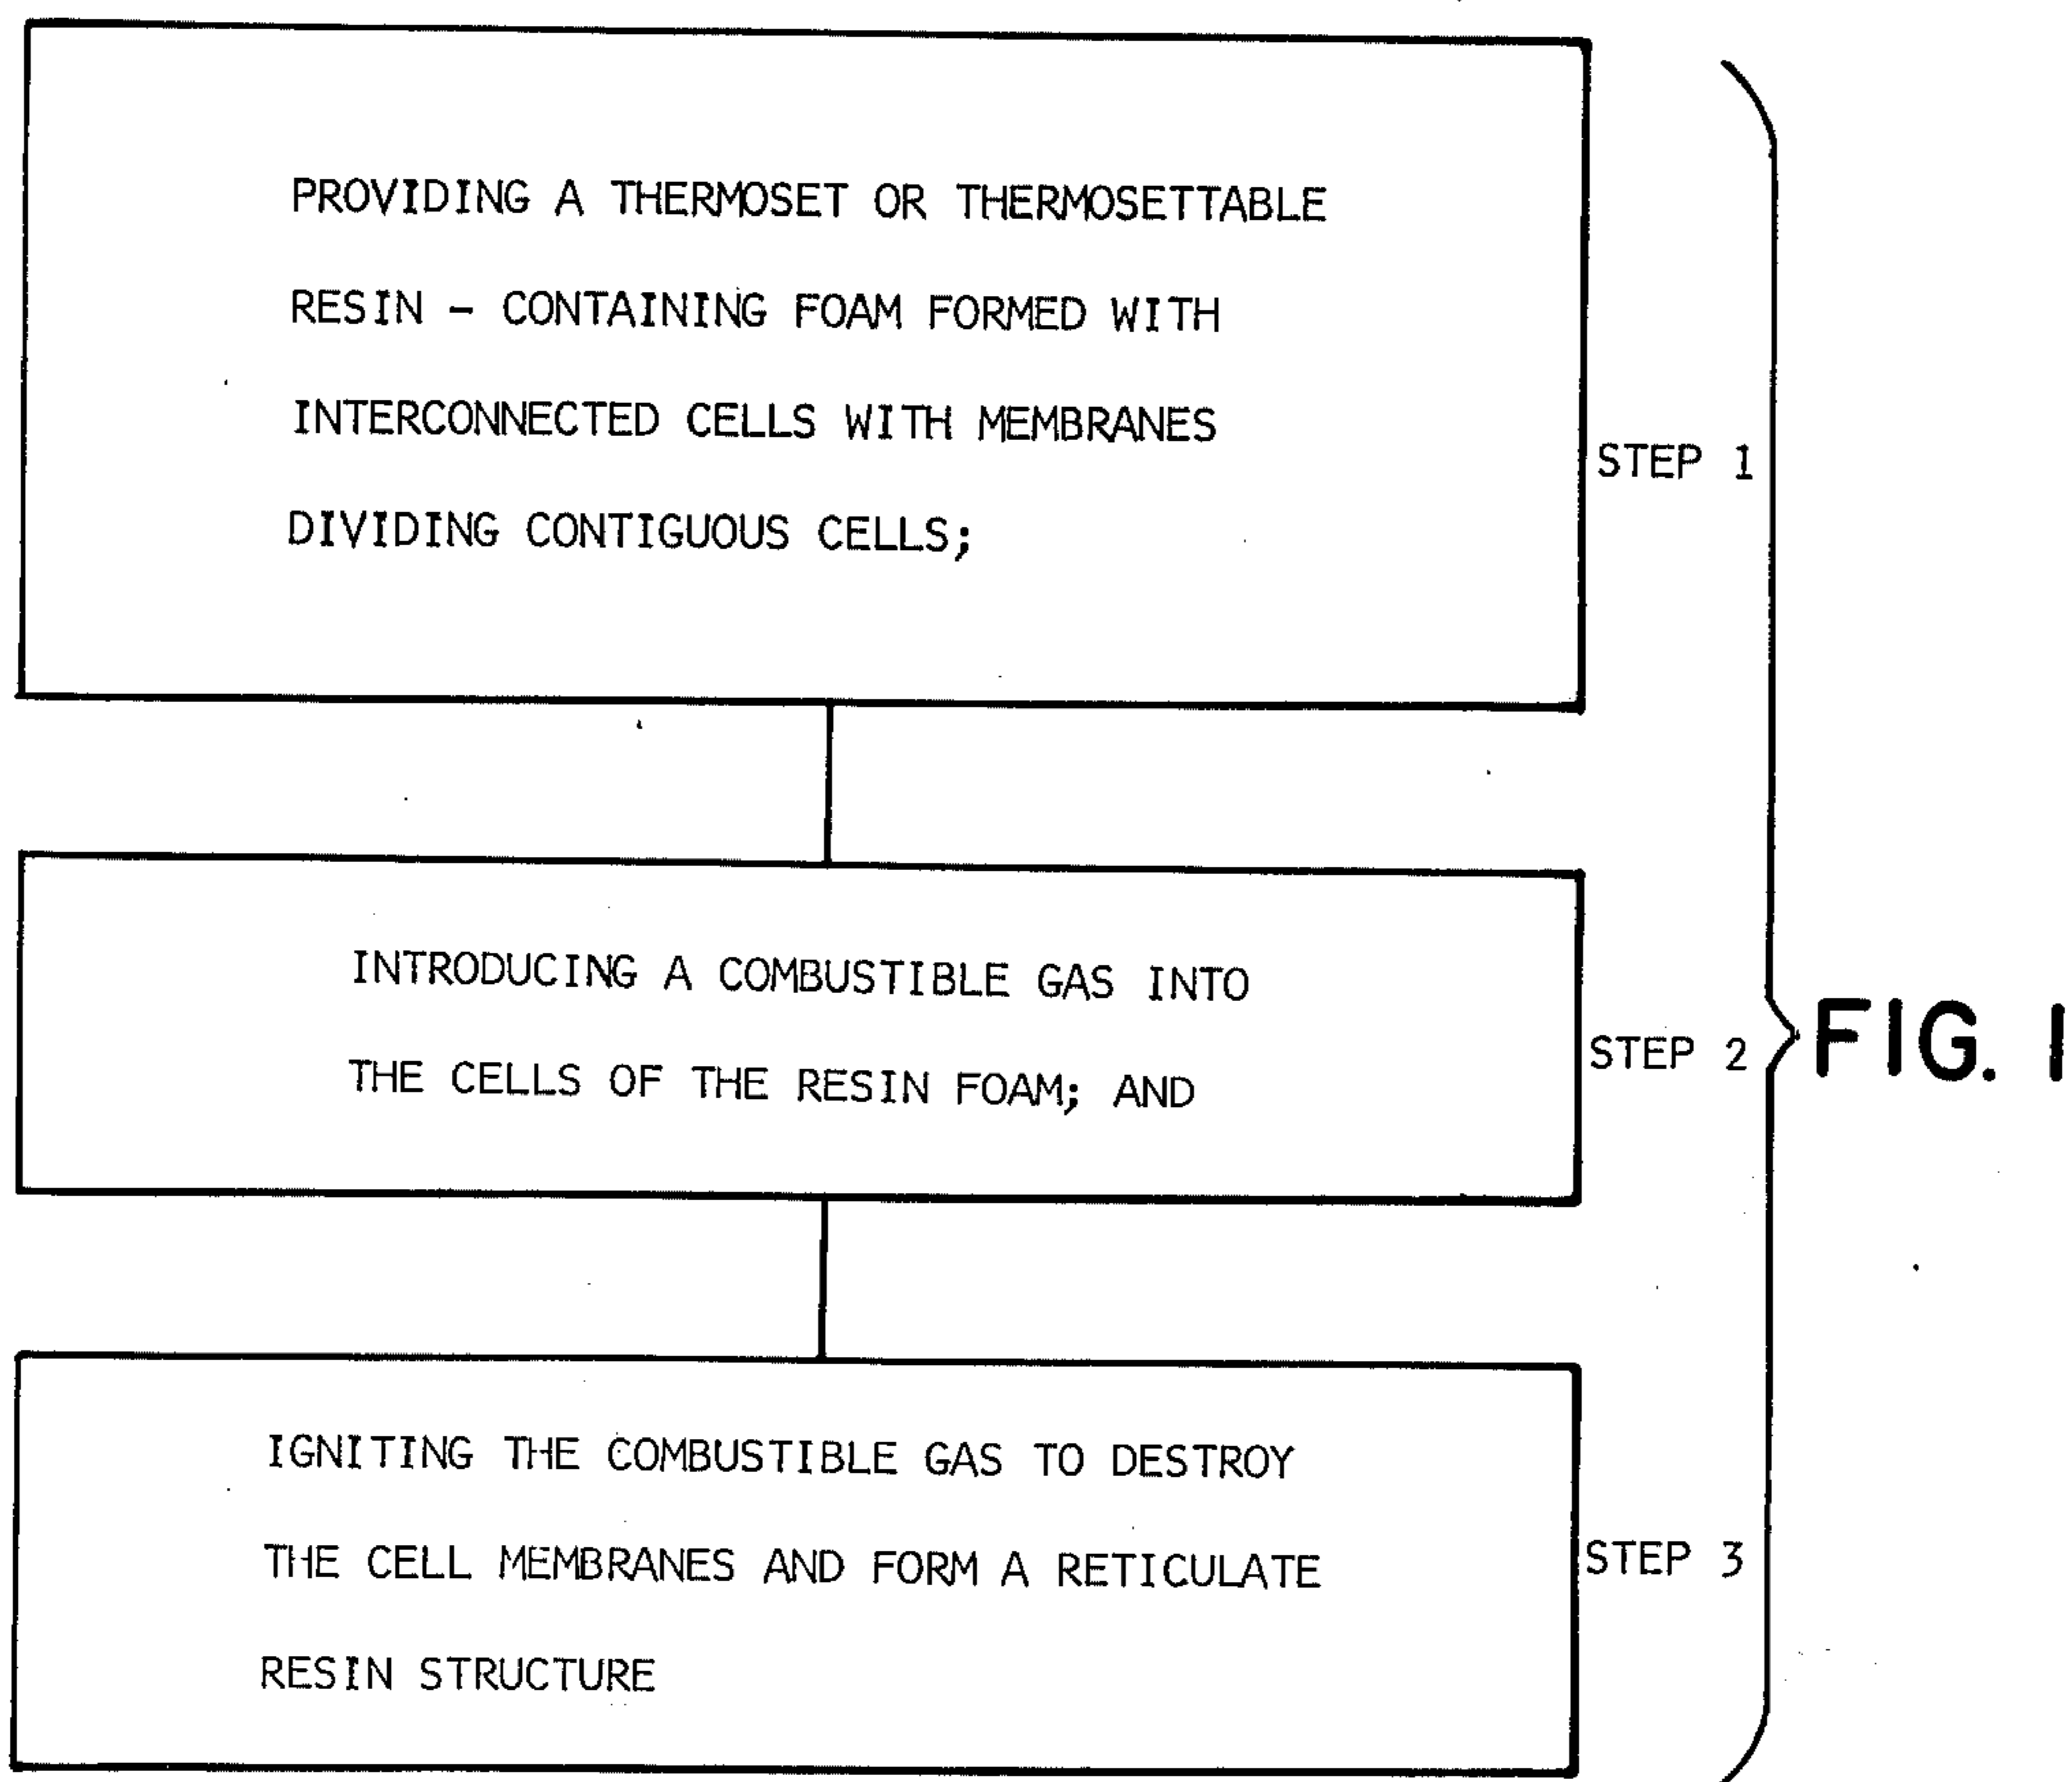 PROVIDING A THERMOSET OR THERMOSETTABLE
RESIN - CONTAINING FOAM FORMED WITH
INTERCONNECTED CELLS WITH MEMBRANES
DIVIDING CONTIGUOUS CELLS;
STEP 1
INTRODUCING A COMBUSTIBLE GAS INTO
THE CELLS OF THE RESIN FOAM; AND
STEP 2
FIG. 1
IGNITING THE COMBUSTIBLE GAS TO DESTROY
THE CELL MEMBRANES AND FORM A RETICULATE
RESIN STRUCTURE
STEP 3